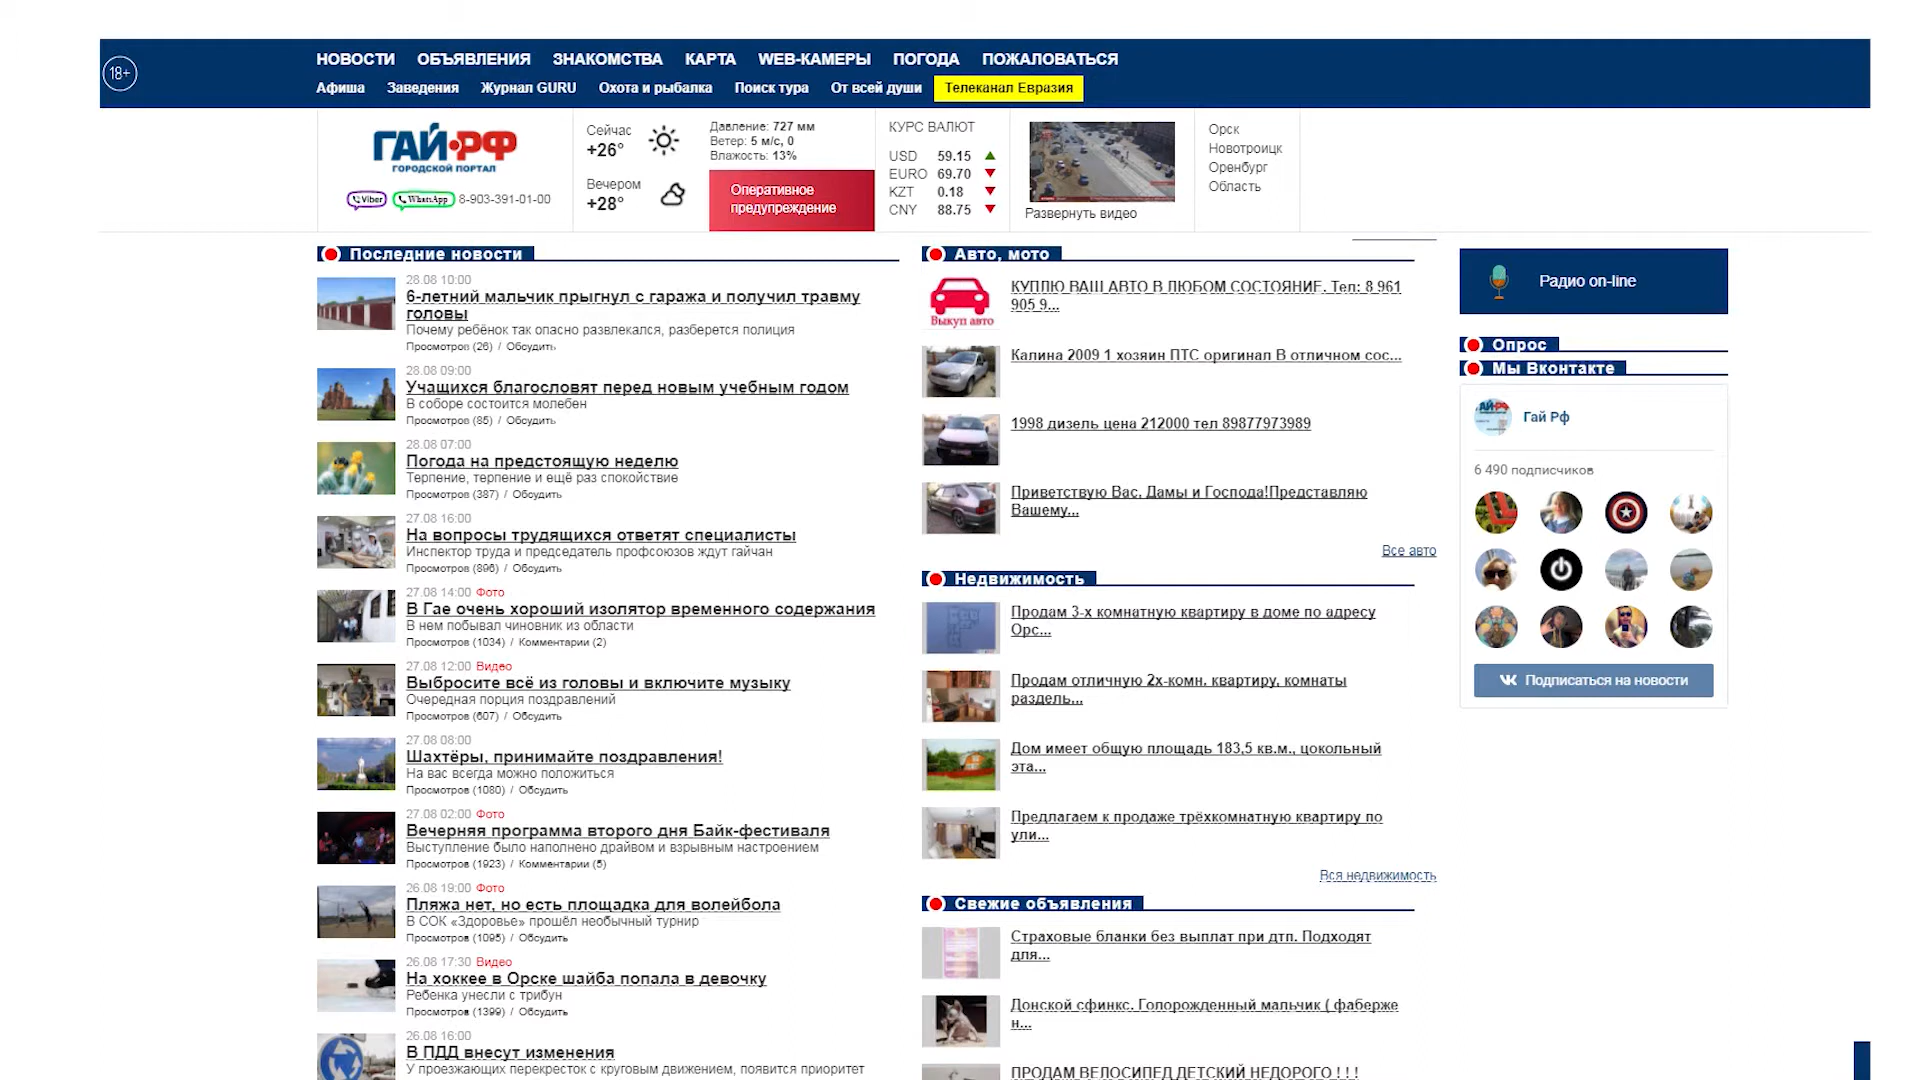 18+
НОВОСТИ ОБЪЯВЛЕНИЯ ЗНАКОМСТВА КАРТА WEB-КАМЕРЫ ПОГОДА ПОЖАЛОВАТЬСЯ
Афиша Заведения Журнал GURU Охота и рыбалка Поиск тура От всей души Телеканал Евразия
ГАЙ РФ
ГОРОДСКОЙ ПОРТАЛ
Viber WhatsApp 8-903-391-01-00
Сейчас
+26°
Вечером
+28°
Давление: 727 мм
Ветер: 5 м/с, 0
Влажость: 13%
Оперативное
предупреждение
КУРС ВАЛЮТ
USD 59.15
EURO 69.70
KZT 0.18
CNY 88.75
Развернуть видео
Орск
Новотроицк
Оренбург
Область
Последние новости
28.08 10:00
6-летний мальчик прыгнул с гаража и получил травму
головы
Почему ребёнок так опасно развлекался, разберется полиция
Просмотров (26) / Обсудить
28.08 09:00
Учащихся благословят перед новым учебным годом
В соборе состоится молебен
Просмотров (85) / Обсудить
28.08 07:00
Погода на предстоящую неделю
Терпение, терпение и ещё раз спокойствие
Просмотров (387) / Обсудить
27.08 16:00
На вопросы трудящихся ответят специалисты
Инспектор труда и председатель профсоюзов ждут гайчан
Просмотров (896) / Обсудить
27.08 14:00 Фото
В Гае очень хороший изолятор временного содержания
В нем побывал чиновник из области
Просмотров (1034) / Комментарии (2)
27.08 12:00 Видео
Выбросите всё из головы и включите музыку
Очередная порция поздравлений
Просмотров (607) / Обсудить
27.08 08:00
Шахтёры, принимайте поздравления!
На вас всегда можно положиться
Просмотров (1080) / Обсудить
27.08 02:00 Фото
Вечерняя программа второго дня Байк-фестиваля
Выступление было наполнено драйвом и взрывным настроением
Просмотров (1923) / Комментарии (5)
26.08 19:00 Фото
Пляжа нет, но есть площадка для волейбола
В СОК «Здоровье» прошёл необычный турнир
Просмотров (1095) / Обсудить
26.08 17:30 Видео
На хоккее в Орске шайба попала в девочку
Ребенка унесли с трибун
Просмотров (1399) / Обсудить
26.08 16:00
В ПДД внесут изменения
У проезжающих перекресток с круговым движением, появится приоритет
Авто, мото
Выкуп авто
КУПЛЮ ВАШ АВТО В ЛЮБОМ СОСТОЯНИЕ. Тел: 8 961
905 9...
Калина 2009 1 хозяин ПТС оригинал В отличном сос...
1998 дизель цена 212000 тел 89877973989
Приветствую Вас, Дамы и Господа!Представляю
Вашему...
Все авто
Недвижимость
Продам 3-х комнатную квартиру в доме по адресу
Орс...
Продам отличную 2х-комн. квартиру, комнаты
раздель...
Дом имеет общую площадь 183,5 кв.м., цокольный
эта...
Предлагаем к продаже трёхкомнатную квартиру по
ули...
Вся недвижимость
Свежие объявления
Страховые бланки без выплат при дтп. Подходят
для...
Донской сфинкс. Голорожденный мальчик ( фаберже
н...
ПРОДАМ ВЕЛОСИПЕД ДЕТСКИЙ НЕДОРОГО ! ! !
Радио on-line
Опрос
Мы Вконтакте
ГАЙ РФ
Гай Рф
6 490 подписчиков
Подписаться на новости